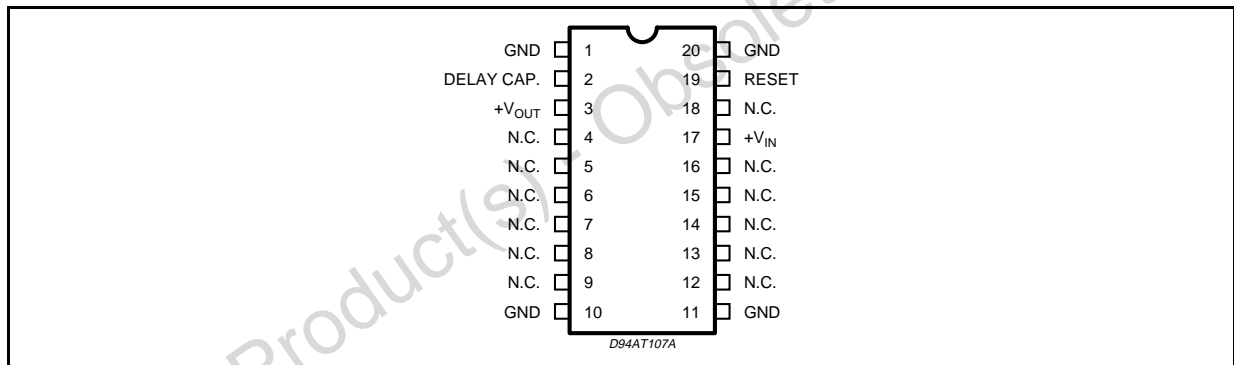 GND 1 20 GND
DELAY CAP. 2 19 RESET
+VOUT 3 18 N.C.
N.C. 4 17 +VIN
N.C. 5 16 N.C.
N.C. 6 15 N.C.
N.C. 7 14 N.C.
N.C. 8 13 N.C.
N.C. 9 12 N.C.
GND 10 11 GND
D94AT107A
Product(s) - Obsole